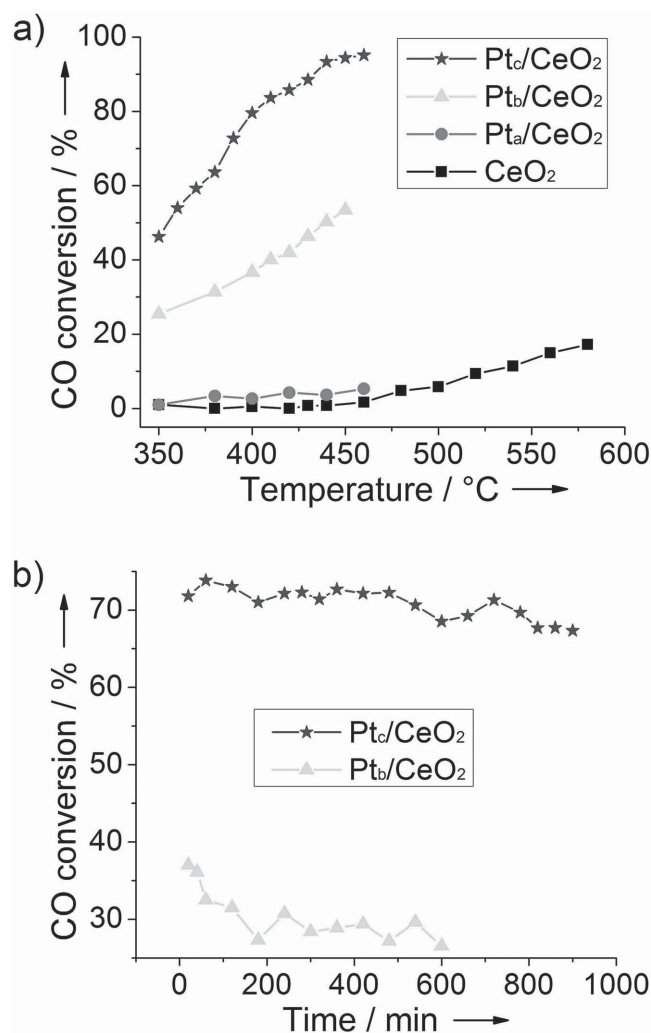 a)
100
80
60
40
20
0
CO conversion / %
Ptc/CeO2
Ptb/CeO2
Pta/CeO2
CeO2
350 400 450 500 550 600
Temperature / °C
b)
70
60
50
40
30
CO conversion / %
Ptc/CeO2
Ptb/CeO2
0 200 400 600 800 1000
Time / min